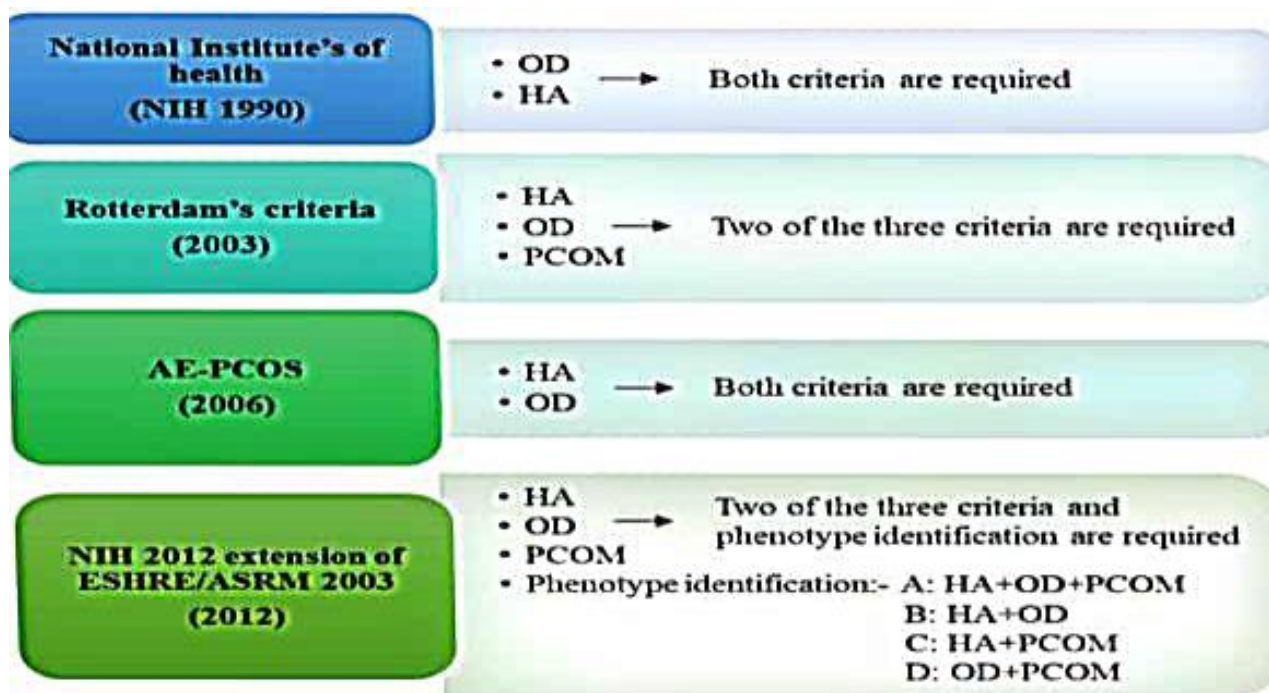 National Institute's of
health
(NIH 1990)
• OD
• HA
→ Both criteria are required
Rotterdam's criteria
(2003)
• HA
• OD
• PCOM
→ Two of the three criteria are required
AE-PCOS
(2006)
• HA
• OD
→ Both criteria are required
NIH 2012 extension of
ESHRE/ASRM 2003
(2012)
• HA
• OD
• PCOM
→ Two of the three criteria and
phenotype identification are required
• Phenotype identification:- A: HA+OD+PCOM
B: HA+OD
C: HA+PCOM
D: OD+PCOM